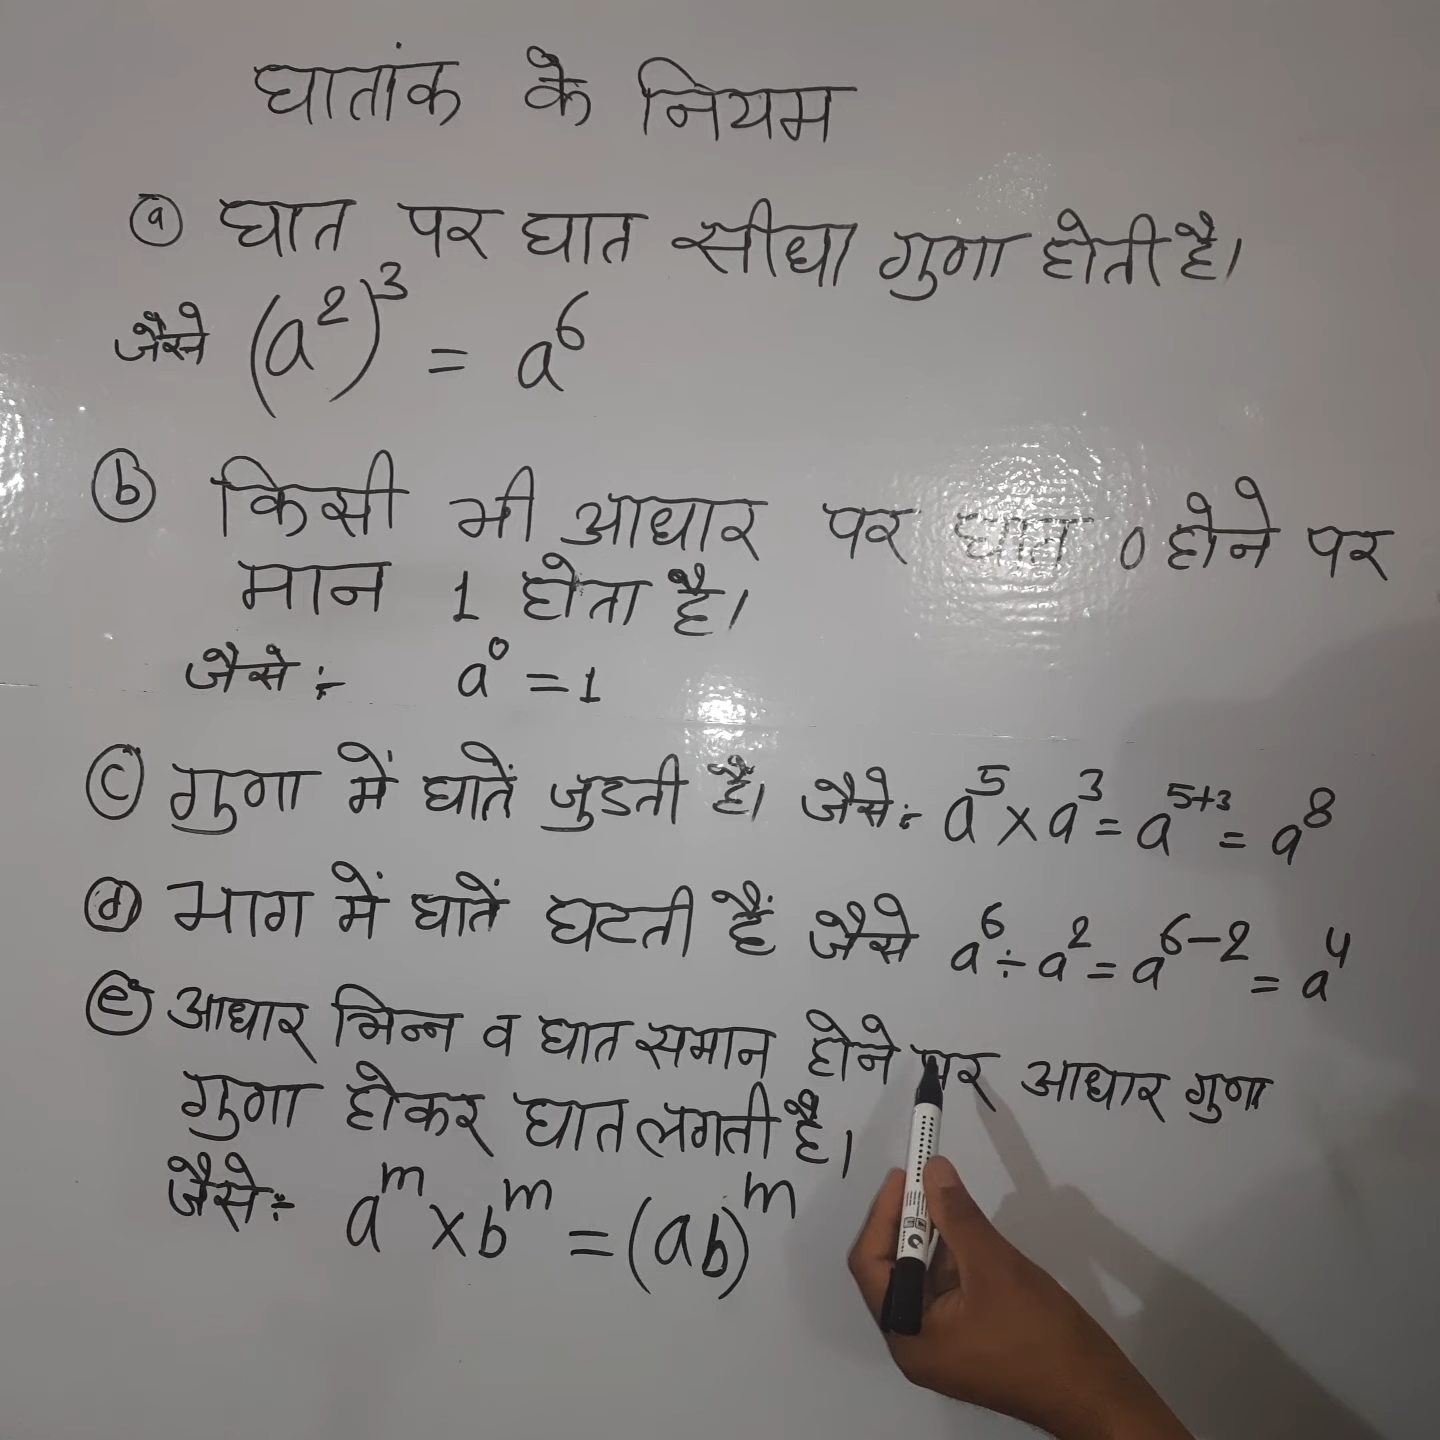 घातांक के नियम
ⓐ घात पर घात सीधा गुणा होती है।
जैसे (a²)³ = a⁶
ⓑ किसी भी आधार पर घात 0 होने पर
मान 1 होता है।
जैसे :- a⁰ = 1
ⓒ गुणा में घातें जुडती है। जैसे:- a⁵ × a³ = a⁵⁺³ = a⁸
ⓓ भाग में घातें घटती हैं जैसे a⁶ ÷ a² = a⁶⁻² = a⁴
ⓔ आधार भिन्न व घात समान होने पर आधार गुणा
गुणा होकर घात लगती है।
जैसे:- aᵐ × bᵐ = (ab)ᵐ